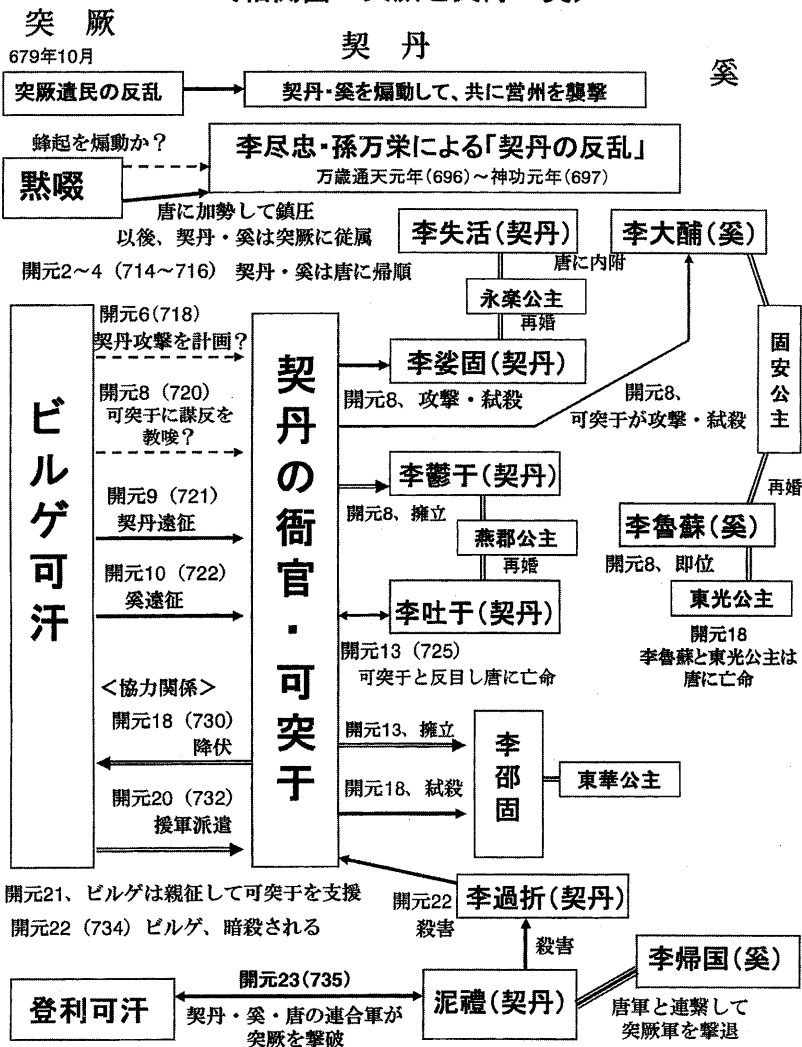 突 厥
契 丹
奚
679年10月
突厥遺民の反乱
契丹・奚を煽動して、共に営州を襲撃
蜂起を煽動か？
黙啜
李尽忠・孫万栄による「契丹の反乱」
万歳通天元年(696)～神功元年(697)
唐に加勢して鎮圧
以後、契丹・奚は突厥に従属
開元2～4（714～716） 契丹・奚は唐に帰順
李失活(契丹)
李大酺(奚)
唐に内附
永楽公主
再婚
李娑固(契丹)
開元8、攻撃・弑殺
固安公主
開元8、
可突于が攻撃・弑殺
ビルゲ可汗
開元6(718)
契丹攻撃を計画？
開元8（720）
可突于に謀反を
教唆？
開元9（721）
契丹遠征
開元10（722）
奚遠征
＜協力関係＞
開元18（730）
降伏
開元20（732）
援軍派遣
契丹の衙官・可突于
李鬱于(契丹)
開元8、擁立
燕郡公主
再婚
李吐于(契丹)
開元13（725）
可突于と反目し唐に亡命
再婚
李魯蘇(奚)
開元8、即位
東光公主
開元18
李魯蘇と東光公主は
唐に亡命
開元13、擁立
開元18、弑殺
李邵固
東華公主
開元21、ビルゲは親征して可突于を支援
開元22（734）ビルゲ、暗殺される
開元22
殺害
李過折(契丹)
殺害
登利可汗
開元23(735)
契丹・奚・唐の連合軍が
突厥を撃破
泥禮(契丹)
李帰国(奚)
唐軍と連繋して
突厥軍を撃退